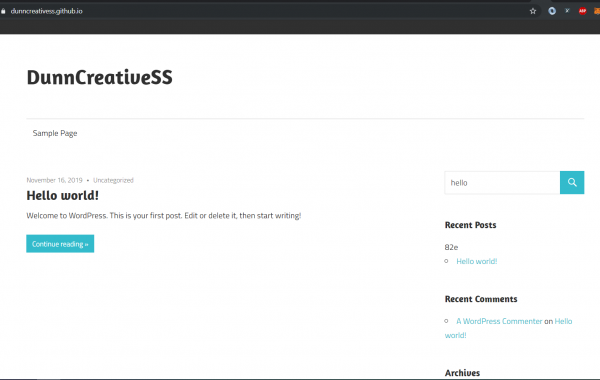 dunncreativess.github.io
ABP
DunnCreativeSS
Sample Page
November 16, 2019 • Uncategorized
Hello world!
Welcome to WordPress. This is your first post. Edit or delete it, then start writing!
Continue reading »
hello
Recent Posts
82e
Hello world!
Recent Comments
A WordPress Commenter on Hello
world!
Archives